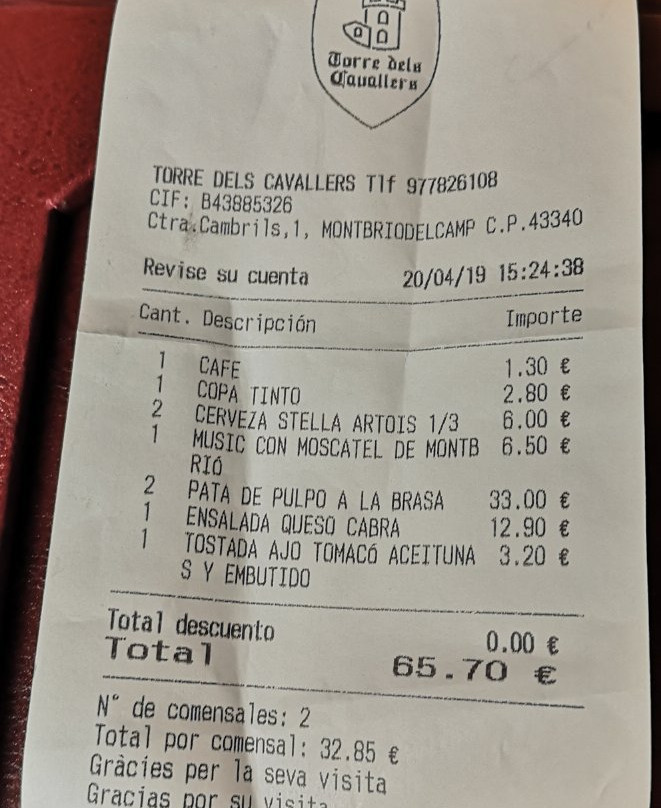 Torre dels
Cavallers
TORRE DELS CAVALLERS Tlf 977826108
CIF: B43885326
Ctra.Cambrils,1, MONTBRIODELCAMP C.P.43340
Revise su cuenta 20/04/19 15:24:38
Cant. Descripción Importe
1 CAFE 1.30 €
1 COPA TINTO 2.80 €
2 CERVEZA STELLA ARTOIS 1/3 6.00 €
1 MUSIC CON MOSCATEL DE MONTB 6.50 €
RIÓ
2 PATA DE PULPO A LA BRASA 33.00 €
1 ENSALADA QUESO CABRA 12.90 €
1 TOSTADA AJO TOMACÓ ACEITUNA 3.20 €
S Y EMBUTIDO
Total descuento 0.00 €
Total 65.70 €
N° de comensales: 2
Total por comensal: 32.85 €
Gràcies per la seva visita
Gracias por su visita